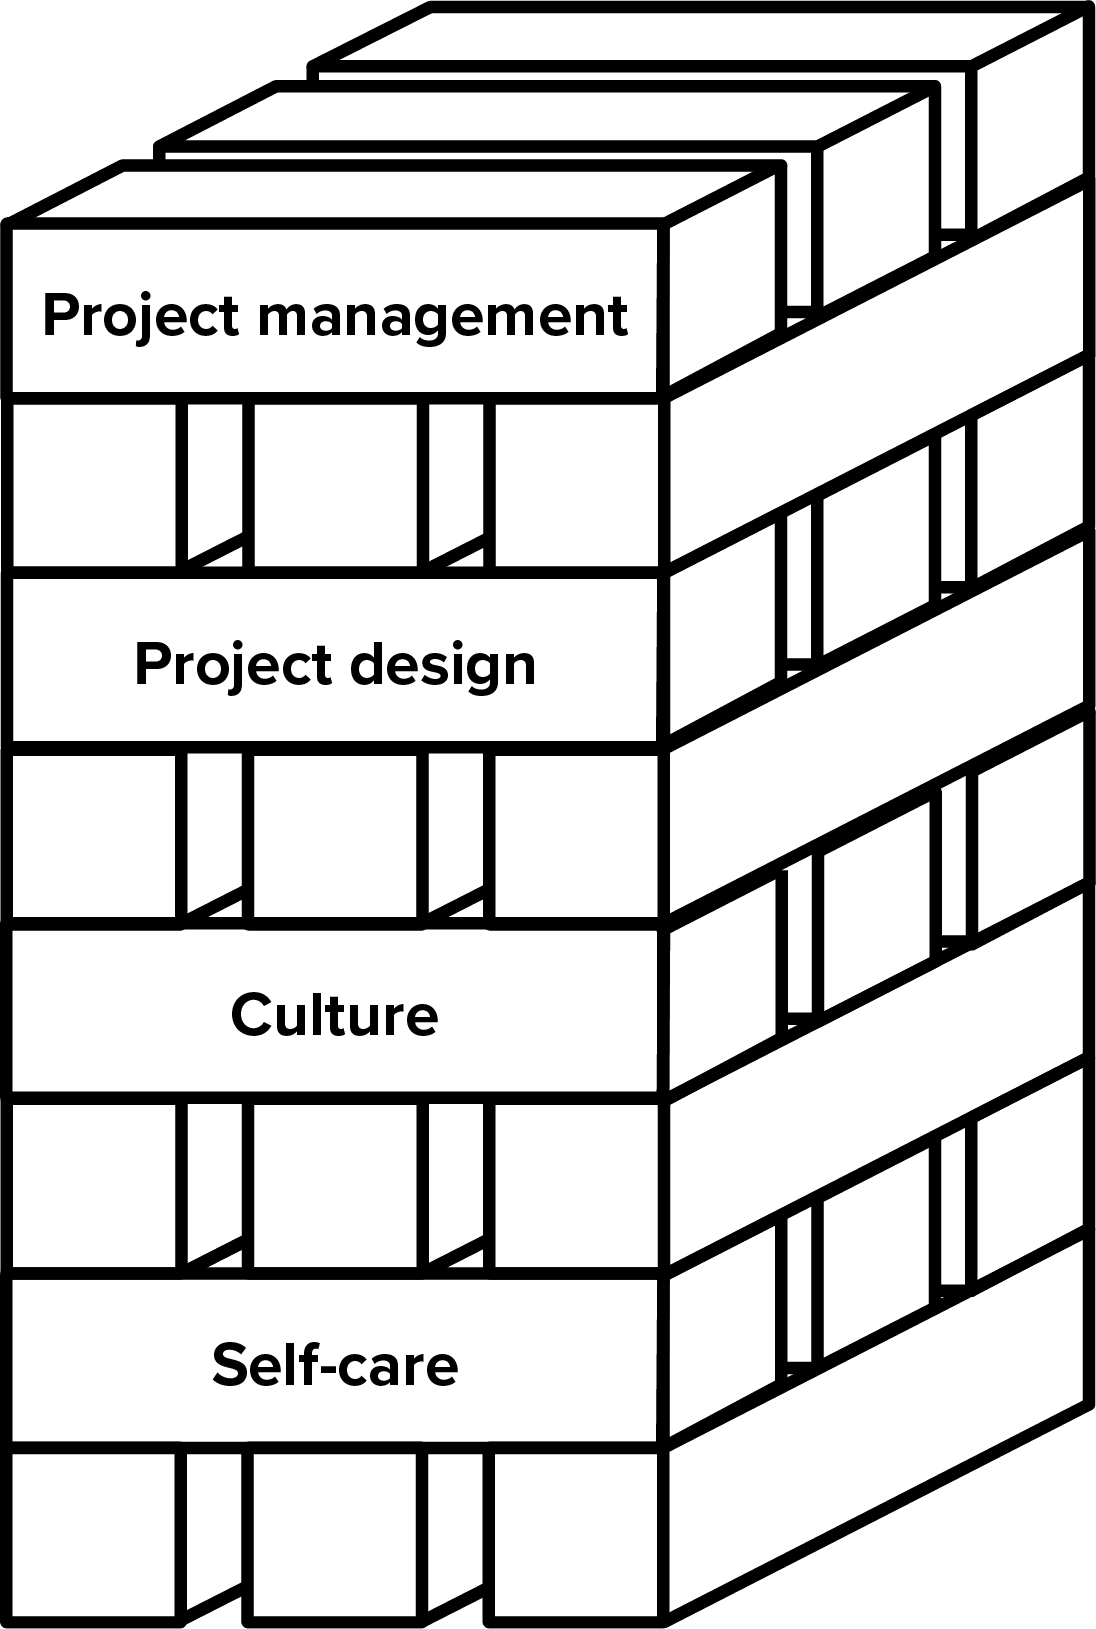 Project management
Project design
Culture
Self-care